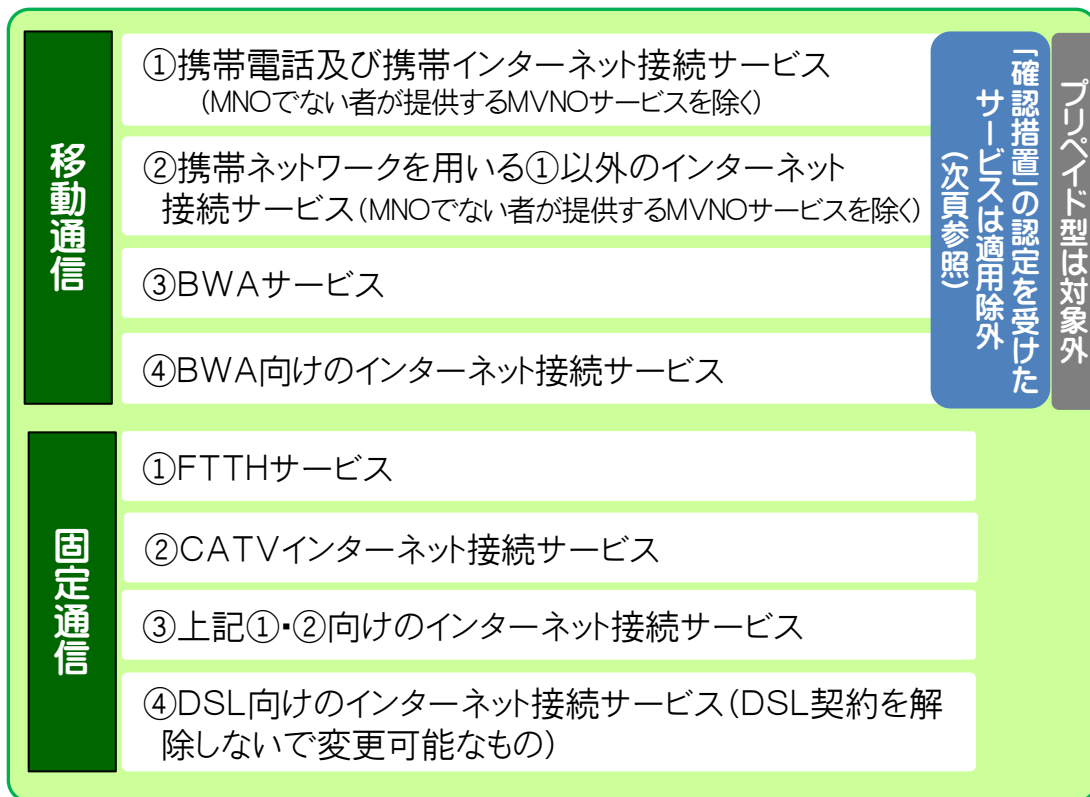 移動通信
①携帯電話及び携帯インターネット接続サービス
(MNOでない者が提供するMVNOサービスを除く)
②携帯ネットワークを用いる①以外のインターネット
接続サービス(MNOでない者が提供するMVNOサービスを除く)
③BWAサービス
④BWA向けのインターネット接続サービス
「確認措置」の認定を受けた
サービスは適用除外
(次頁参照)
プリペイド型は対象外
固定通信
①FTTHサービス
②CATVインターネット接続サービス
③上記①・②向けのインターネット接続サービス
④DSL向けのインターネット接続サービス(DSL契約を解
除しないで変更可能なもの)